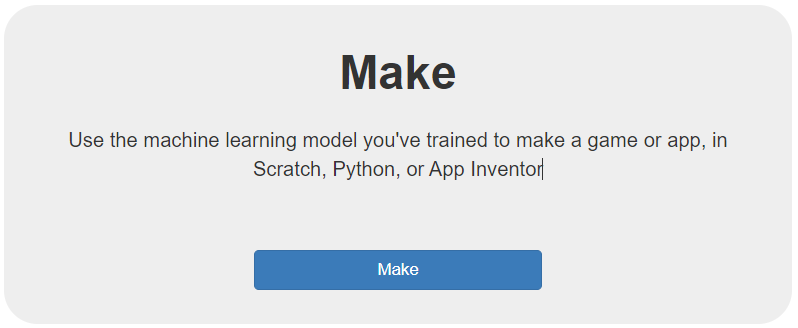 Make
Use the machine learning model you've trained to make a game or app, in
Scratch, Python, or App Inventor
Make